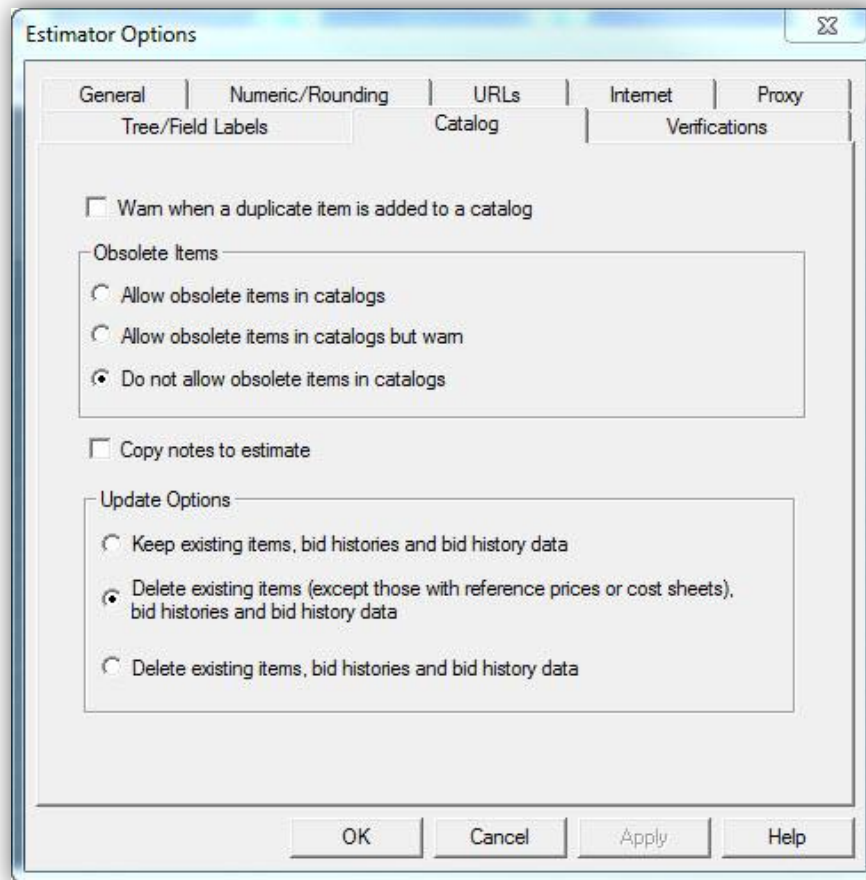 Estimator Options
General
Numeric/Rounding
URLs
Internet
Proxy
Tree/Field Labels
Catalog
Verifications
Warn when a duplicate item is added to a catalog
Obsolete Items
Allow obsolete items in catalogs
Allow obsolete items in catalogs but warn
Do not allow obsolete items in catalogs
Copy notes to estimate
Update Options
Keep existing items, bid histories and bid history data
Delete existing items (except those with reference prices or cost sheets),
bid histories and bid history data
Delete existing items, bid histories and bid history data
OK
Cancel
Apply
Help